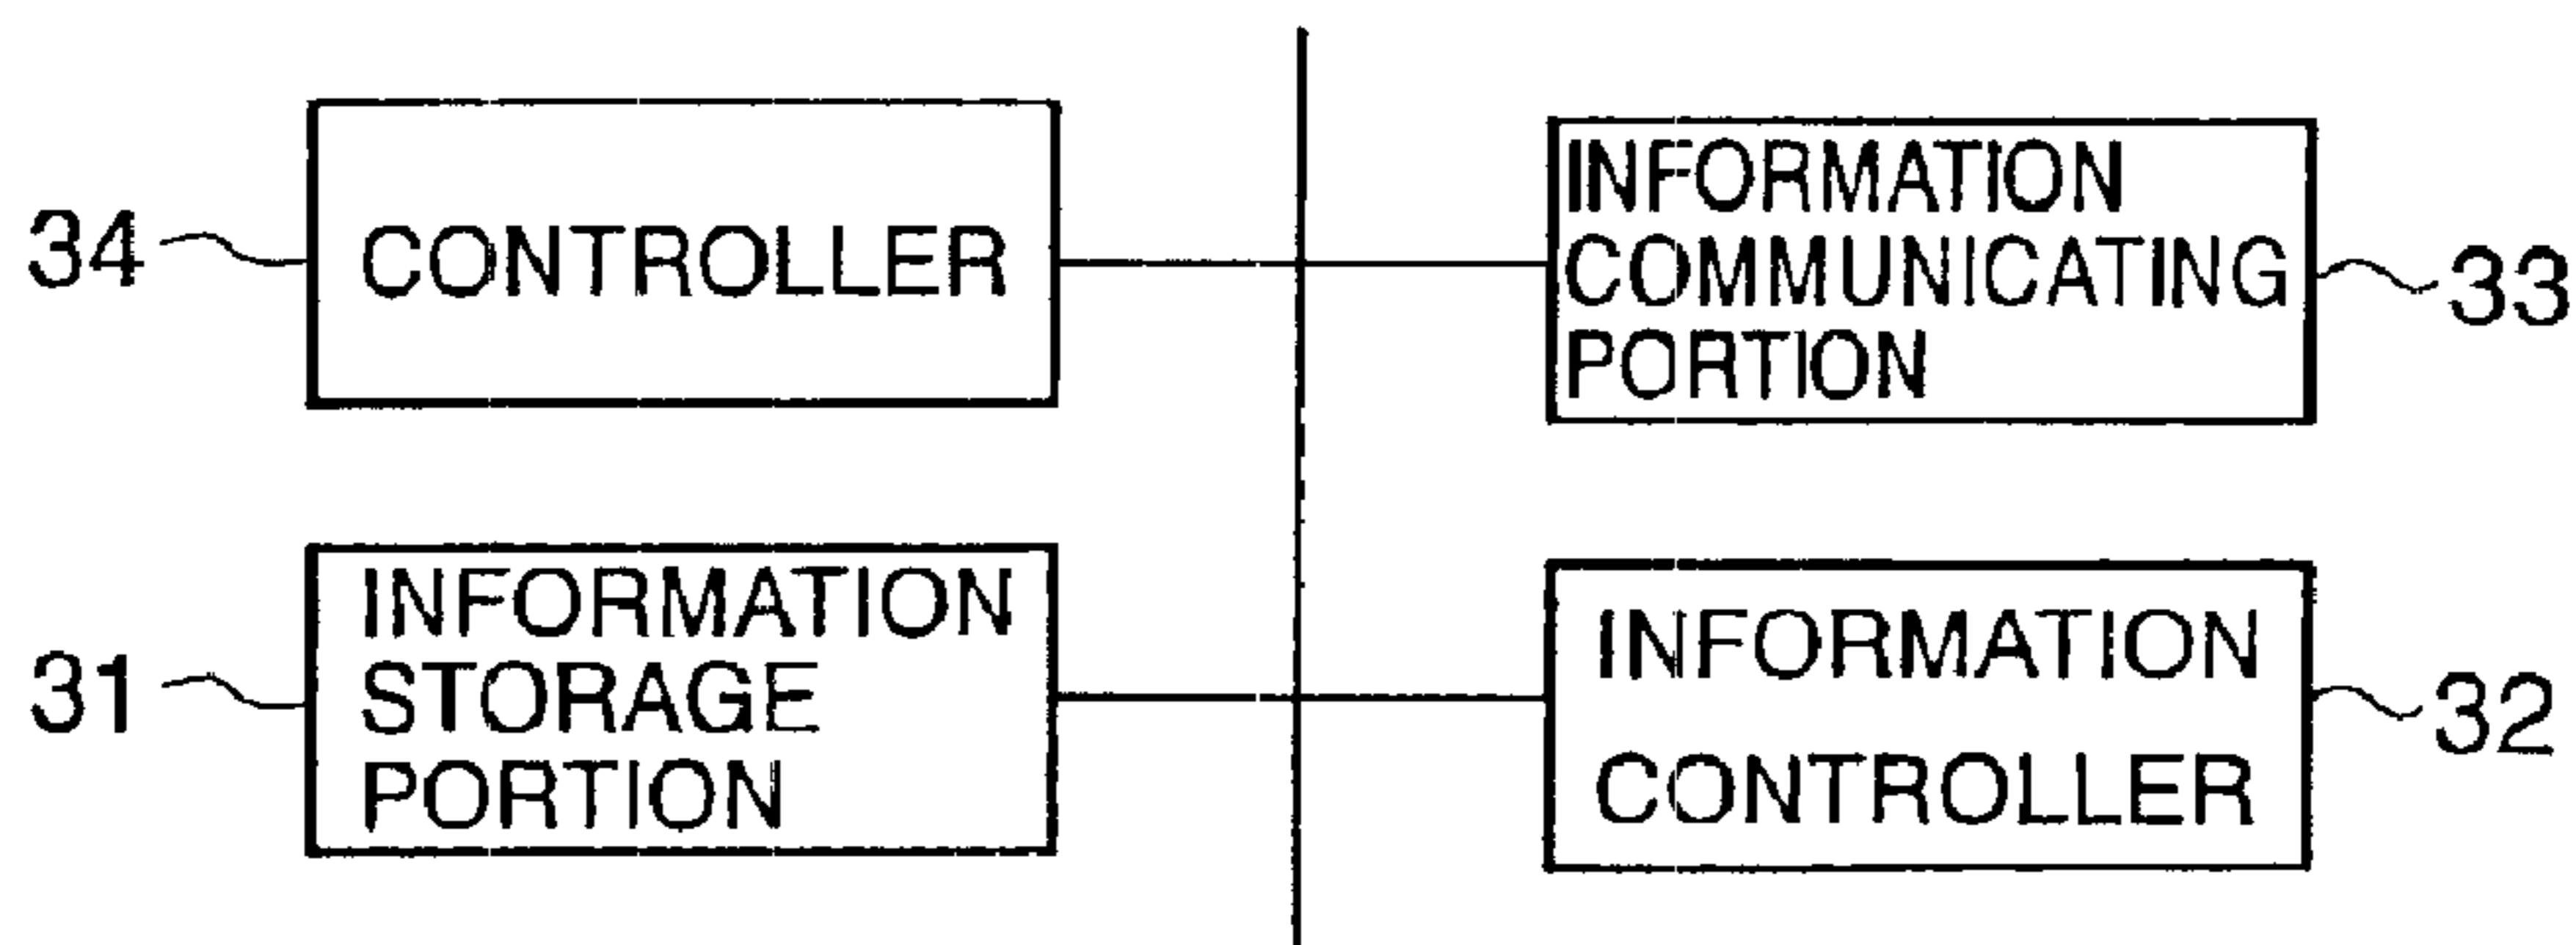 34
CONTROLLER
INFORMATION
COMMUNICATING
PORTION
33
31
INFORMATION
STORAGE
PORTION
INFORMATION
CONTROLLER
32